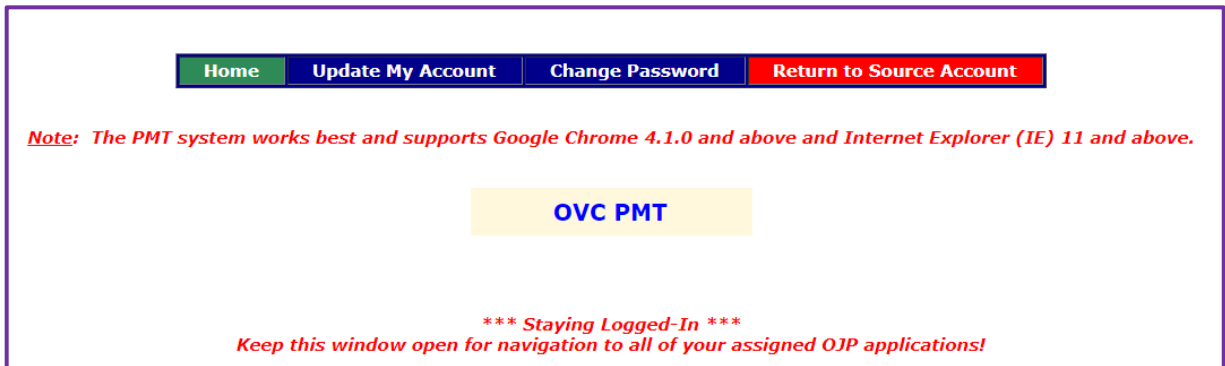 Home Update My Account Change Password Return to Source Account
Note: The PMT system works best and supports Google Chrome 4.1.0 and above and Internet Explorer (IE) 11 and above.
OVC PMT
*** Staying Logged-In ***
Keep this window open for navigation to all of your assigned OJP applications!